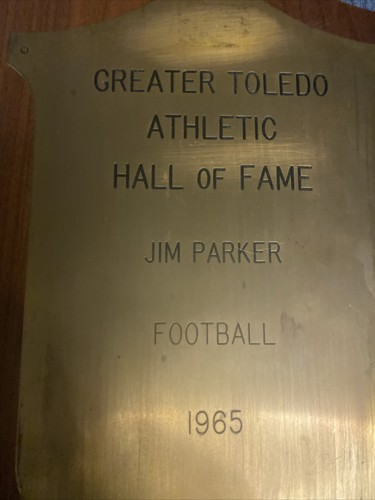 GREATER TOLEDO
ATHLETIC
HALL OF FAME
JIM PARKER
FOOTBALL
1965